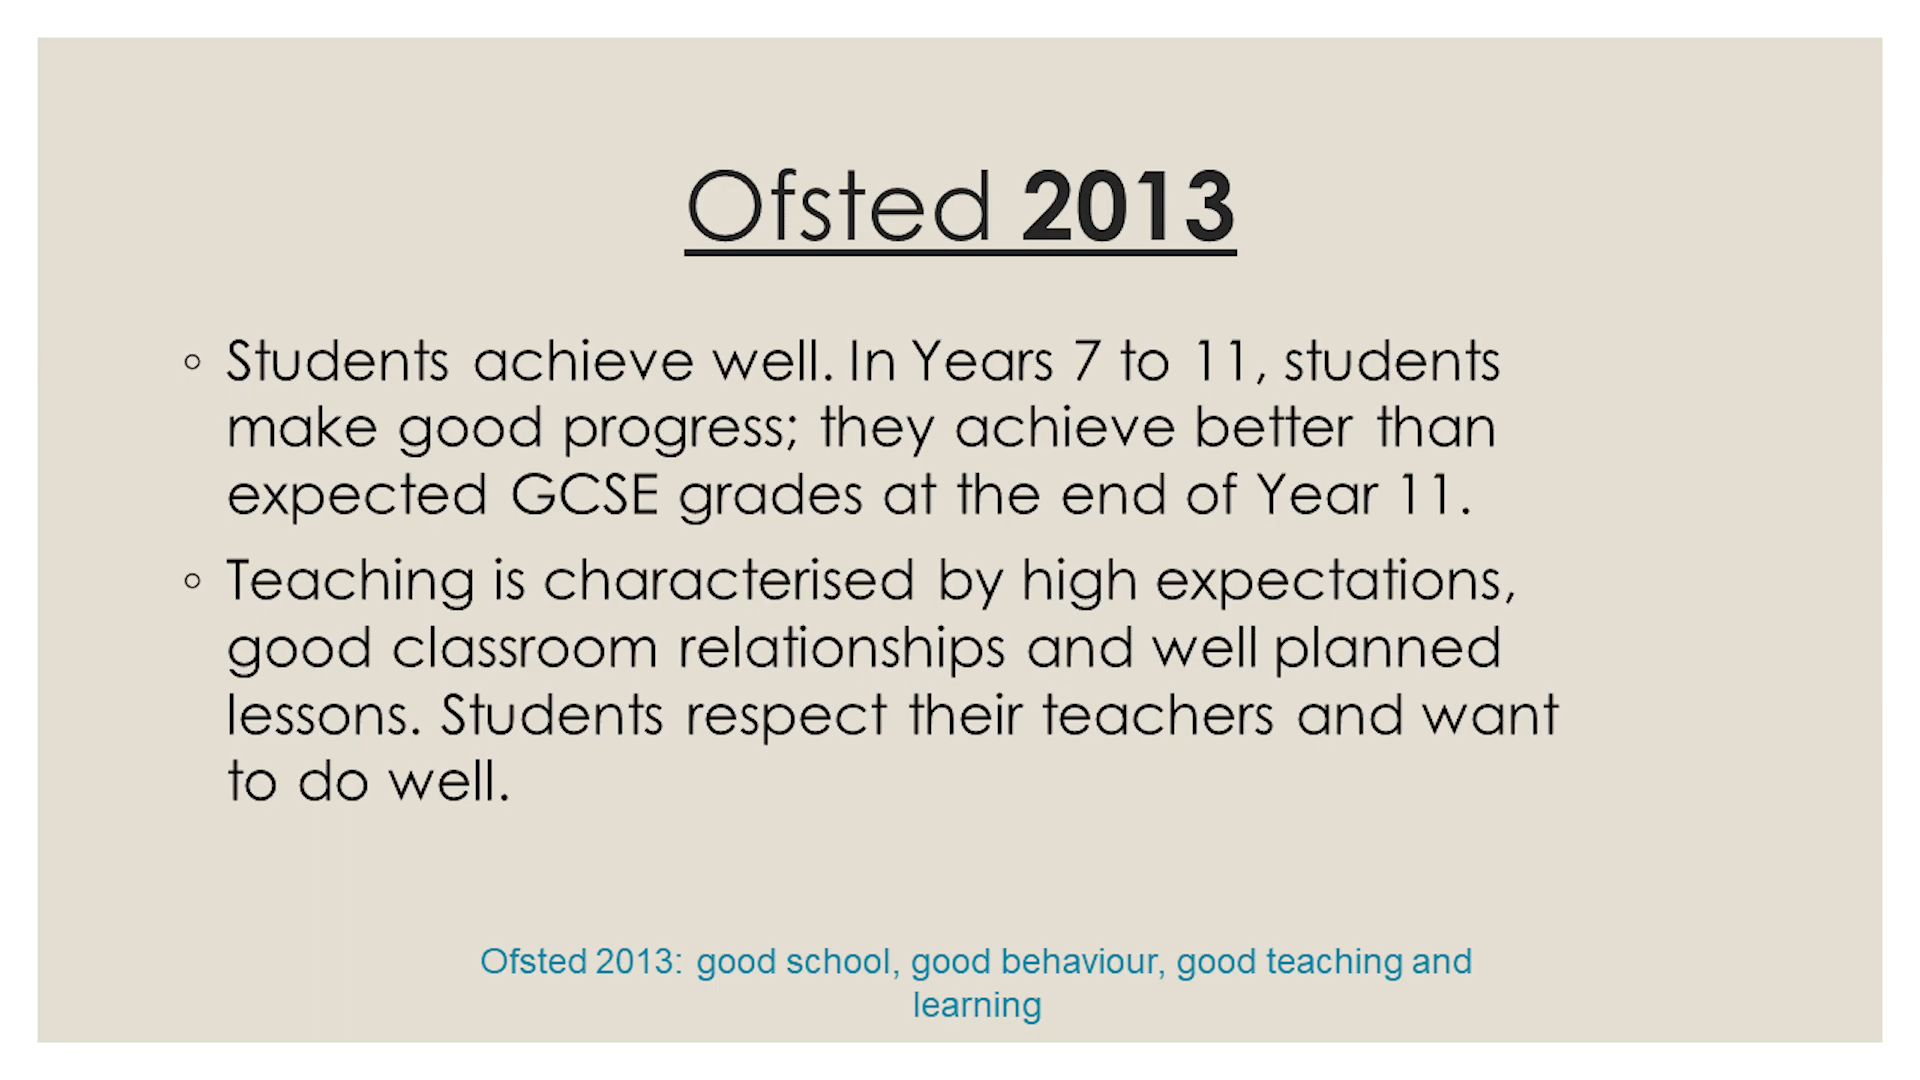 Ofsted 2013
◦ Students achieve well. In Years 7 to 11, students
make good progress; they achieve better than
expected GCSE grades at the end of Year 11.
◦ Teaching is characterised by high expectations,
good classroom relationships and well planned
lessons. Students respect their teachers and want
to do well.
Ofsted 2013: good school, good behaviour, good teaching and
learning